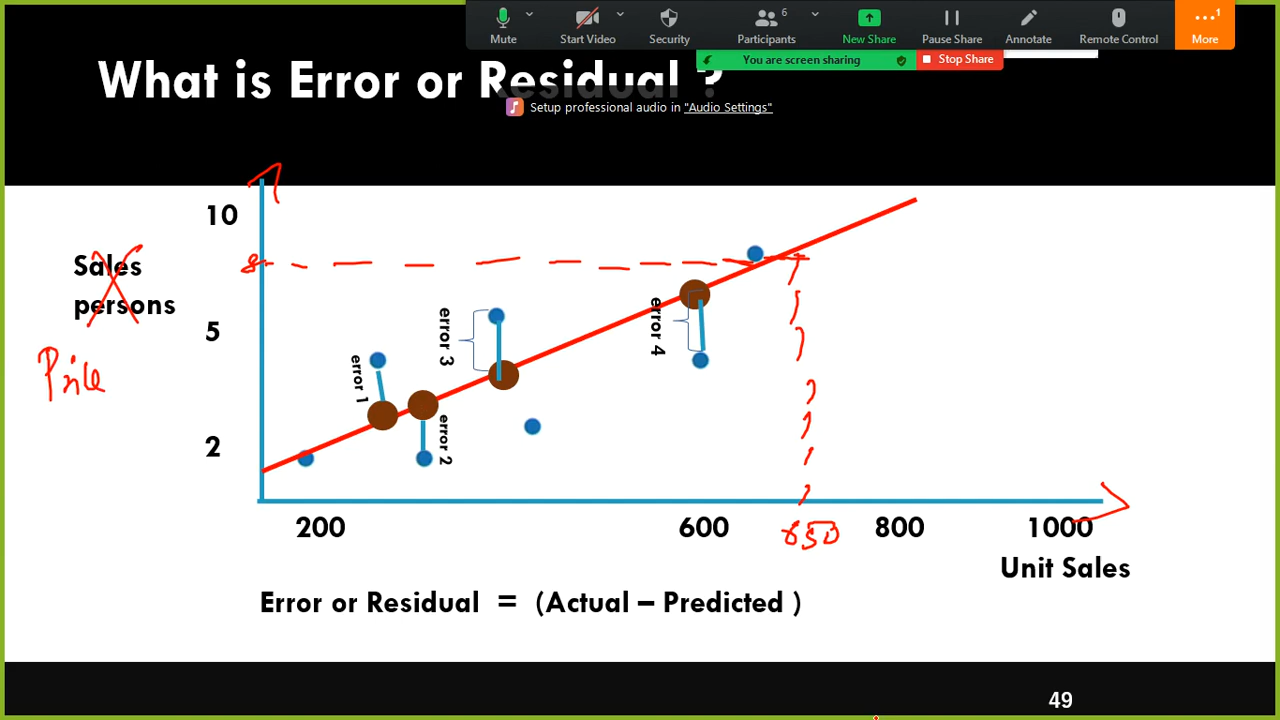 6
1
Mute
Start Video
Security
Participants
New Share
Pause Share
Annotate
Remote Control
More
You are screen sharing
Stop Share
What is Error or Residual ?
Setup professional audio in "Audio Settings"
10
Sales
persons
8
5
Price
2
error 1
error 2
error 3
error 4
200
600
650
800
1000
Unit Sales
Error or Residual = (Actual – Predicted )
49